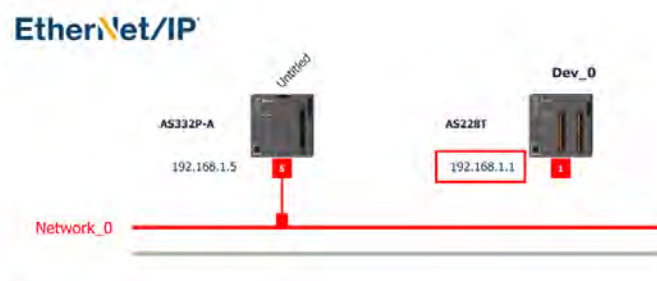 EtherNet/IP
Untitled
Dev_0
AS332P-A
AS228T
192.168.1.5
5
192.168.1.1
1
Network_0